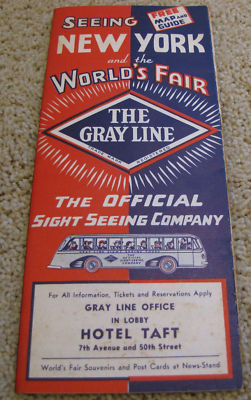 SEEING
FREE
MAP AND
GUIDE
NEW YORK
and the
WORLD'S FAIR
THE
GRAY LINE
TRADE MARK REGISTERED
THE OFFICIAL
SIGHT SEEING COMPANY
For All Information, Tickets and Reservations Apply
GRAY LINE OFFICE
IN LOBBY
HOTEL TAFT
7th Avenue and 50th Street
World's Fair Souvenirs and Post Cards at News-Stand